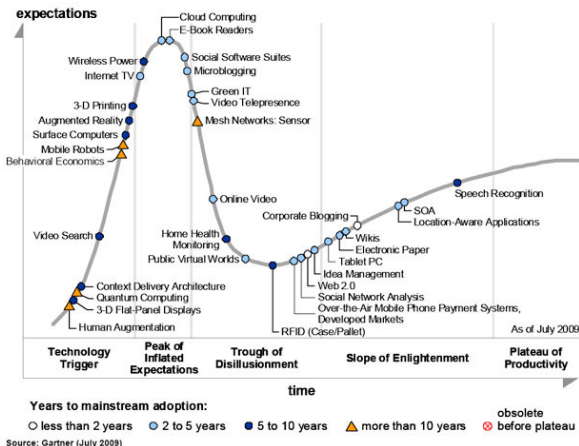 expectations
Cloud Computing
E-Book Readers
Wireless Power
Social Software Suites
Internet TV
Microblogging
Green IT
3-D Printing
Video Telepresence
Augmented Reality
Mesh Networks: Sensor
Surface Computers
Mobile Robots
Behavioral Economics
Online Video
Speech Recognition
Corporate Blogging
SOA
Location-Aware Applications
Video Search
Home Health
Monitoring
Wikis
Electronic Paper
Public Virtual Worlds
Tablet PC
Idea Management
Context Delivery Architecture
Web 2.0
Quantum Computing
Social Network Analysis
3-D Flat-Panel Displays
Over-the-Air Mobile Phone Payment Systems,
Developed Markets
Human Augmentation
RFID (Case/Pallet)
As of July 2009
Technology
Trigger
Peak of
Inflated
Expectations
Trough of
Disillusionment
Slope of Enlightenment
Plateau of
Productivity
time
Years to mainstream adoption:
less than 2 years
2 to 5 years
5 to 10 years
more than 10 years
obsolete
before plateau
Source: Gartner (July 2009)